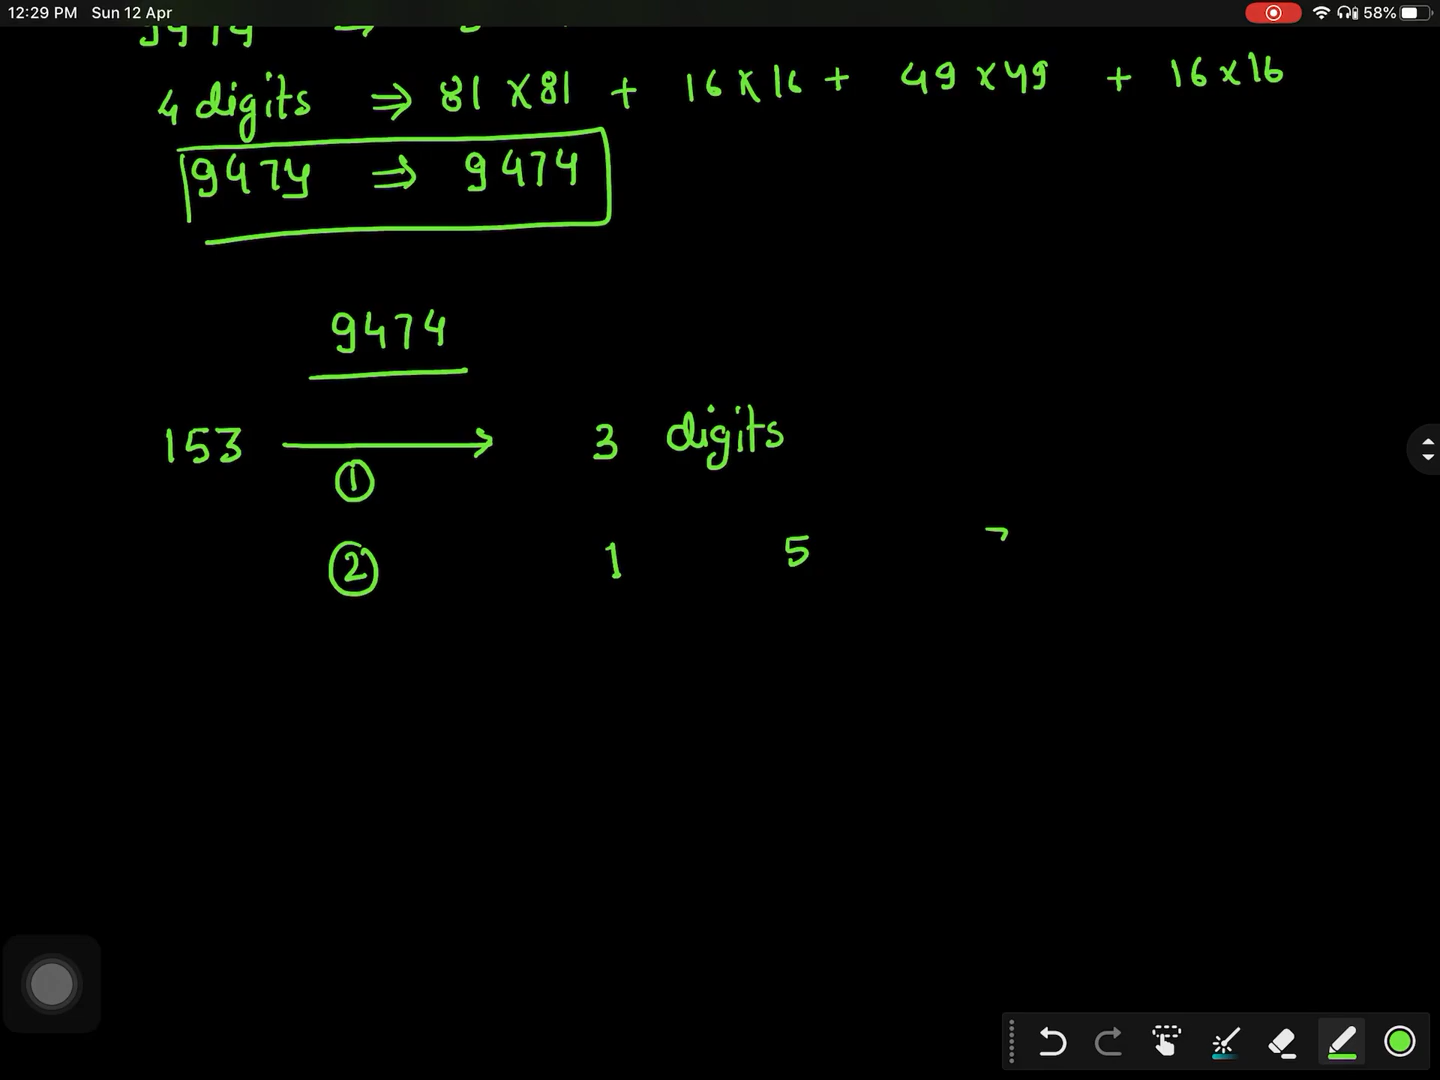 12:29 PM Sun 12 Apr 58%
4 digits ⇒ 81 x 81 + 16 x 16 + 49 x 49 + 16 x 16
9474 ⇒ 9474
9474
153 → 3 digits
①
② 1 5